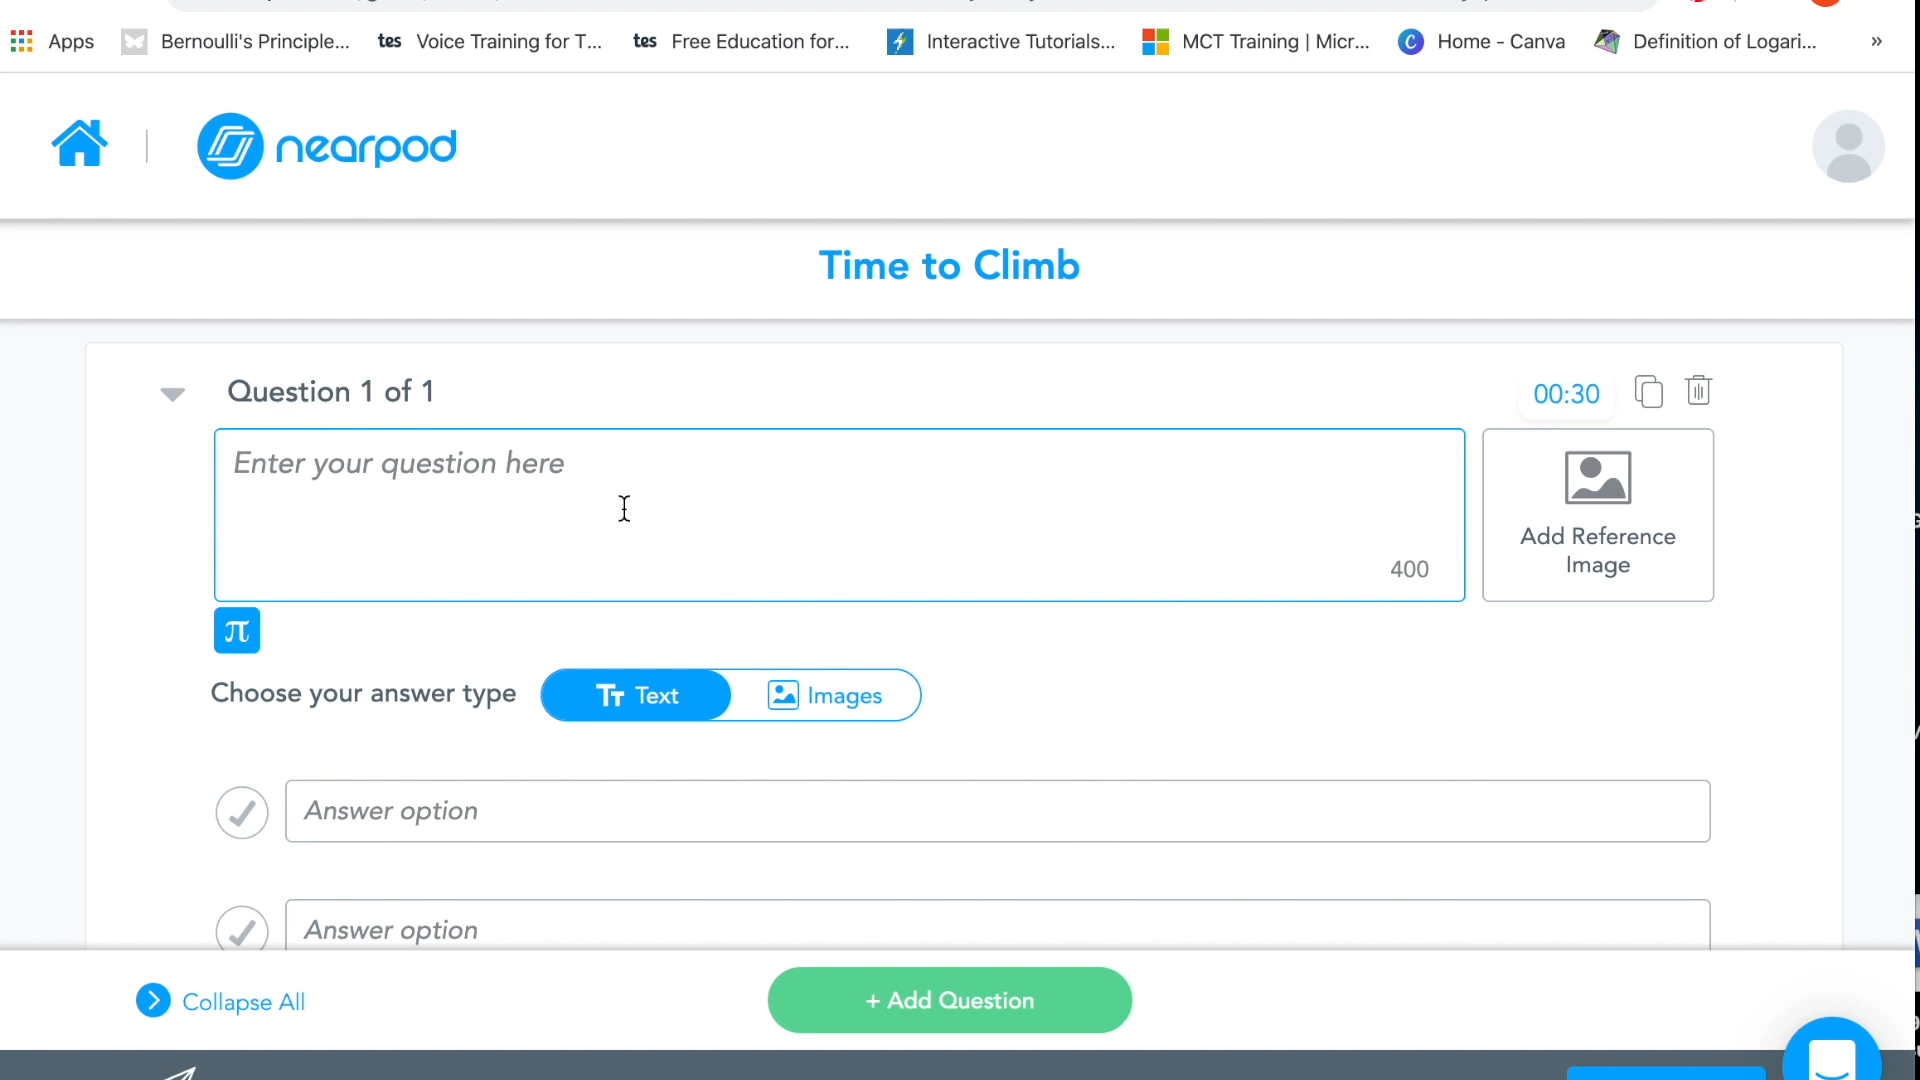 Apps Bernoulli's Principle... tes Voice Training for T... tes Free Education for... Interactive Tutorials... MCT Training | Micr... C Home - Canva Definition of Logari... »
nearpod
Time to Climb
Question 1 of 1 00:30
Enter your question here
400
Add Reference
Image
π
Choose your answer type Tт Text Images
Answer option
Answer option
Collapse All + Add Question